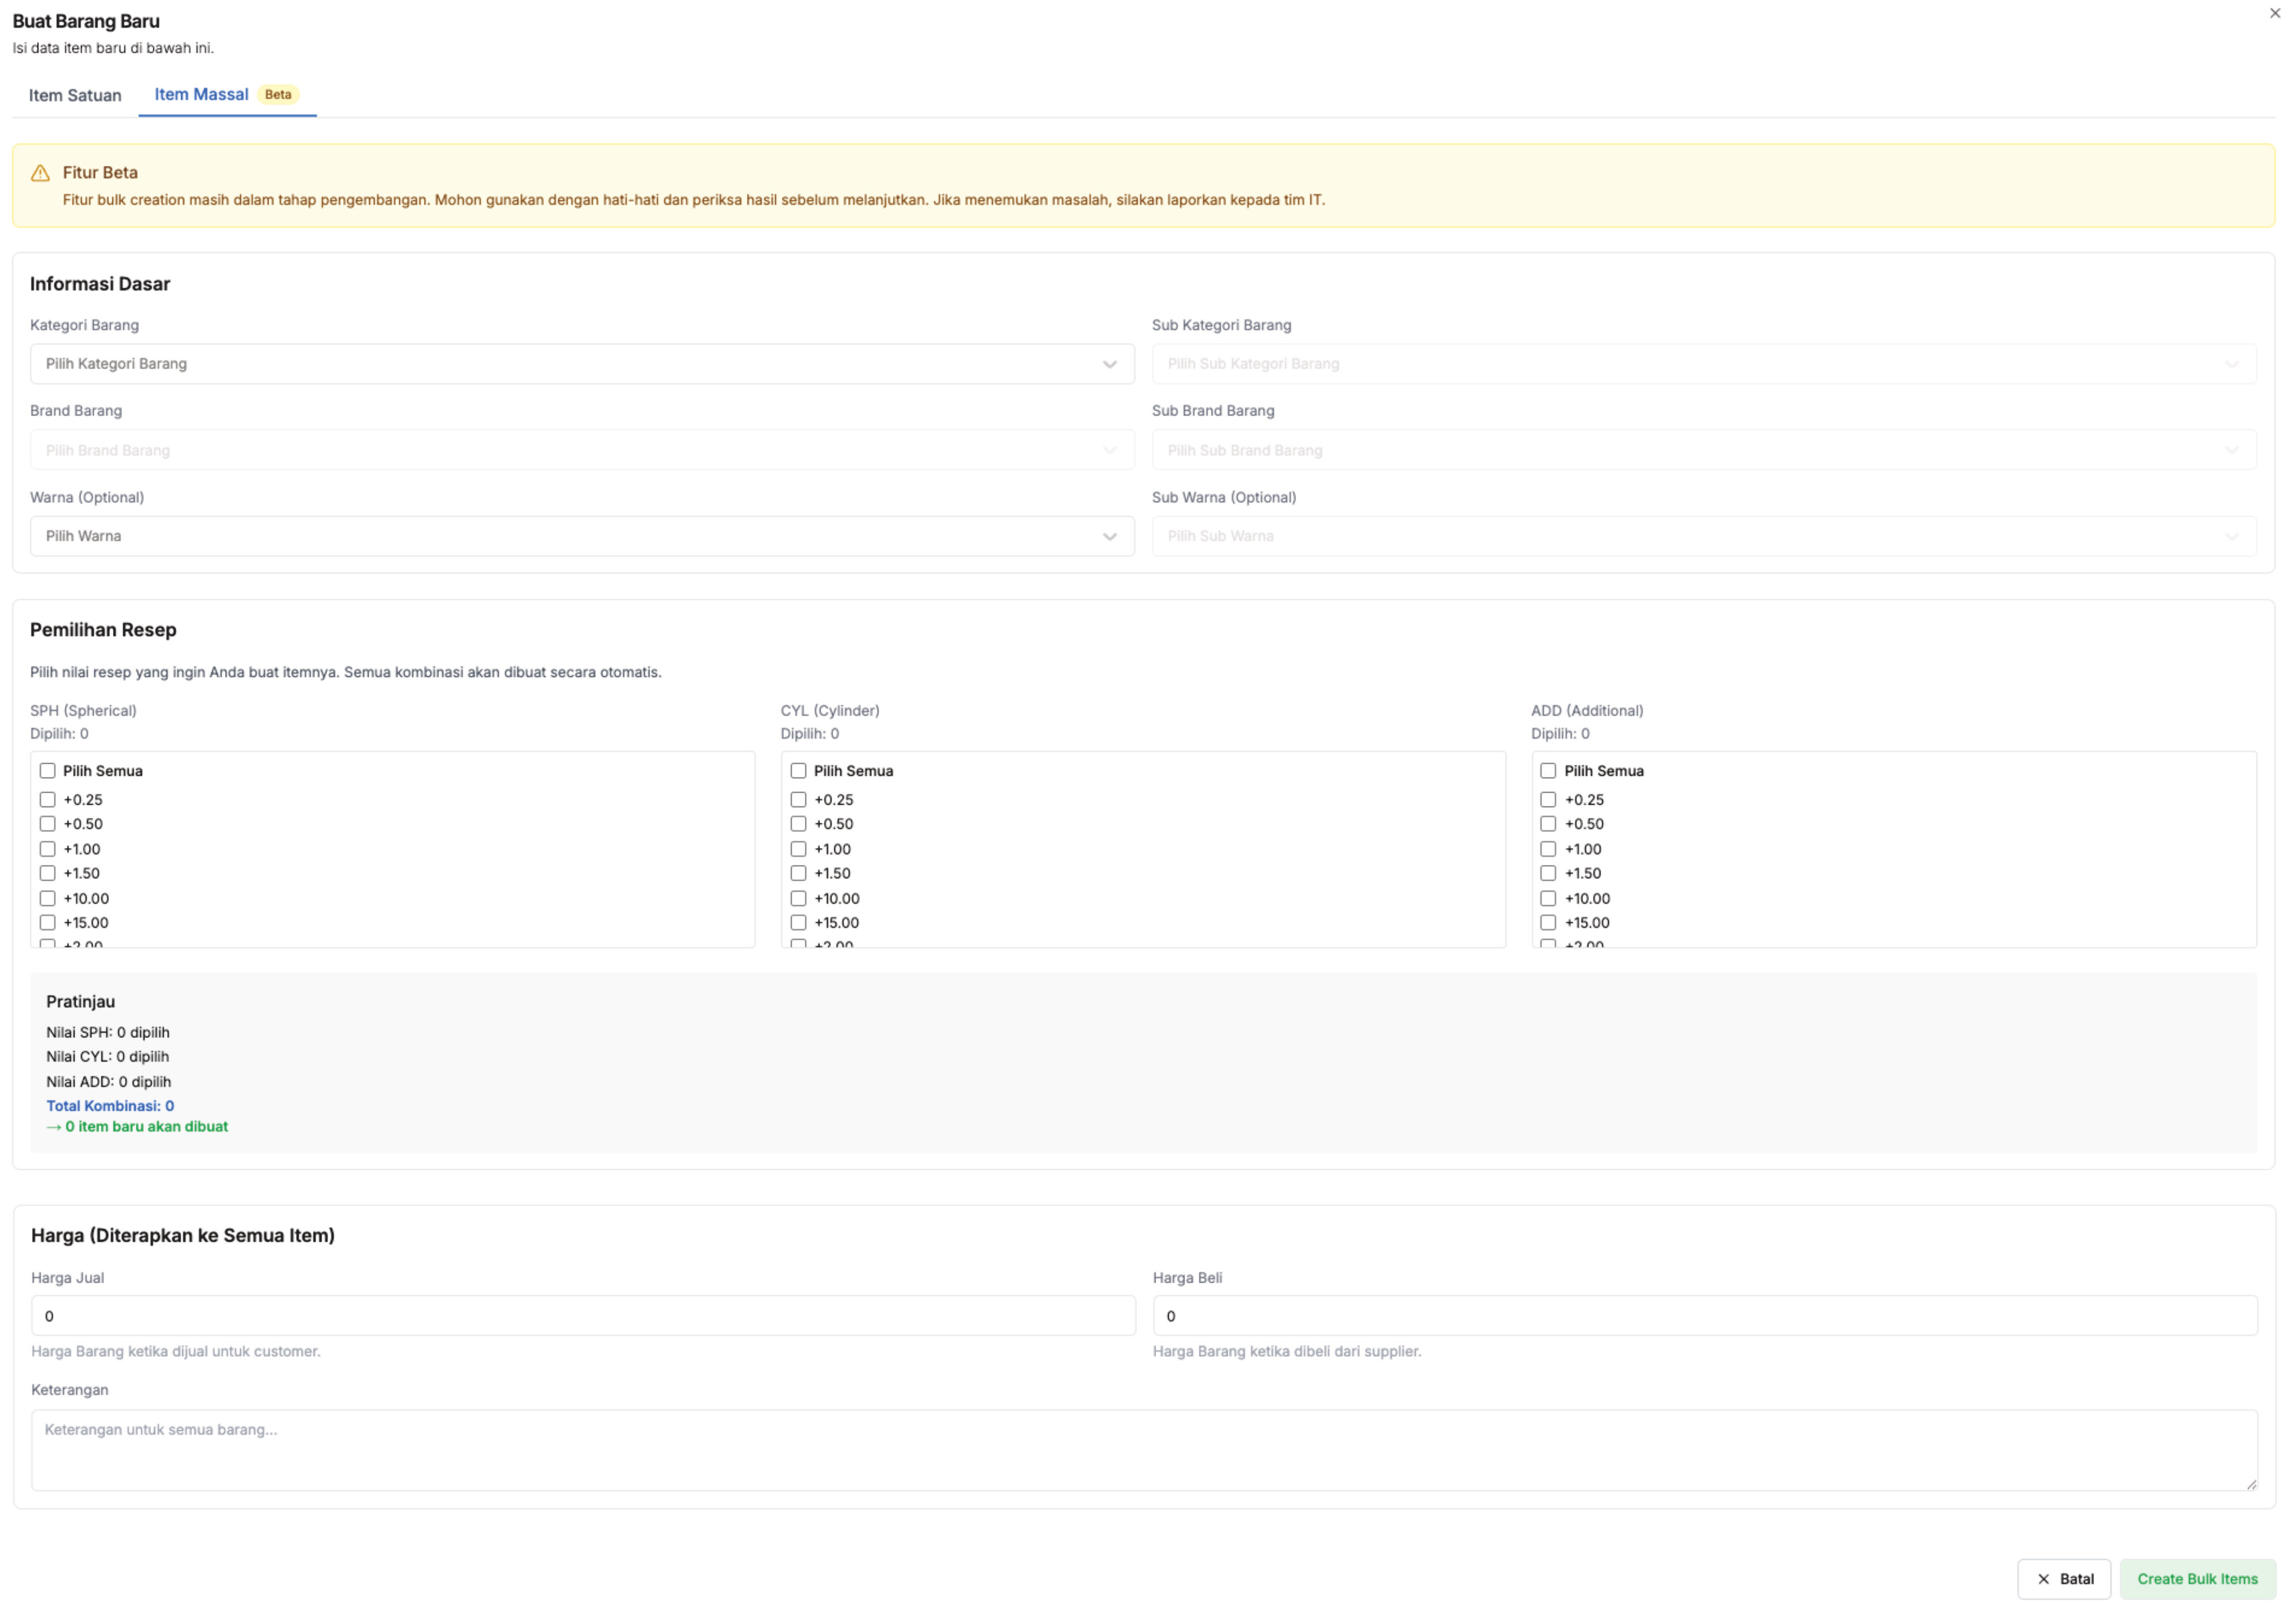 Buat Barang Baru
Isi data item baru di bawah ini.
Item Satuan
Item Massal Beta
Fitur Beta
Fitur bulk creation masih dalam tahap pengembangan. Mohon gunakan dengan hati-hati dan periksa hasil sebelum melanjutkan. Jika menemukan masalah, silakan laporkan kepada tim IT.
Informasi Dasar
Kategori Barang
Pilih Kategori Barang
Sub Kategori Barang
Pilih Sub Kategori Barang
Brand Barang
Pilih Brand Barang
Sub Brand Barang
Pilih Sub Brand Barang
Warna (Optional)
Pilih Warna
Sub Warna (Optional)
Pilih Sub Warna
Pemilihan Resep
Pilih nilai resep yang ingin Anda buat itemnya. Semua kombinasi akan dibuat secara otomatis.
SPH (Spherical)
Dipilih: 0
Pilih Semua
+0.25
+0.50
+1.00
+1.50
+10.00
+15.00
+2.00
CYL (Cylinder)
Dipilih: 0
Pilih Semua
+0.25
+0.50
+1.00
+1.50
+10.00
+15.00
+2.00
ADD (Additional)
Dipilih: 0
Pilih Semua
+0.25
+0.50
+1.00
+1.50
+10.00
+15.00
+2.00
Pratinjau
Nilai SPH: 0 dipilih
Nilai CYL: 0 dipilih
Nilai ADD: 0 dipilih
Total Kombinasi: 0
→ 0 item baru akan dibuat
Harga (Diterapkan ke Semua Item)
Harga Jual
0
Harga Barang ketika dijual untuk customer.
Harga Beli
0
Harga Barang ketika dibeli dari supplier.
Keterangan
Keterangan untuk semua barang...
Batal
Create Bulk Items